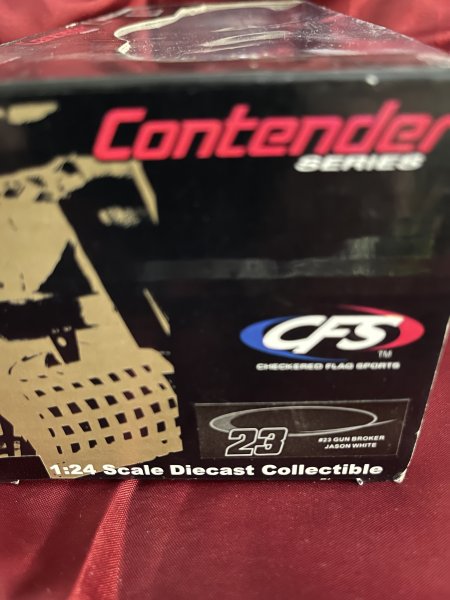 Contender
SERIES
CFS
TM
CHECKERED FLAG SPORTS
23
#23 GUN BROKER
JASON WHITE
1:24 Scale Diecast Collectible